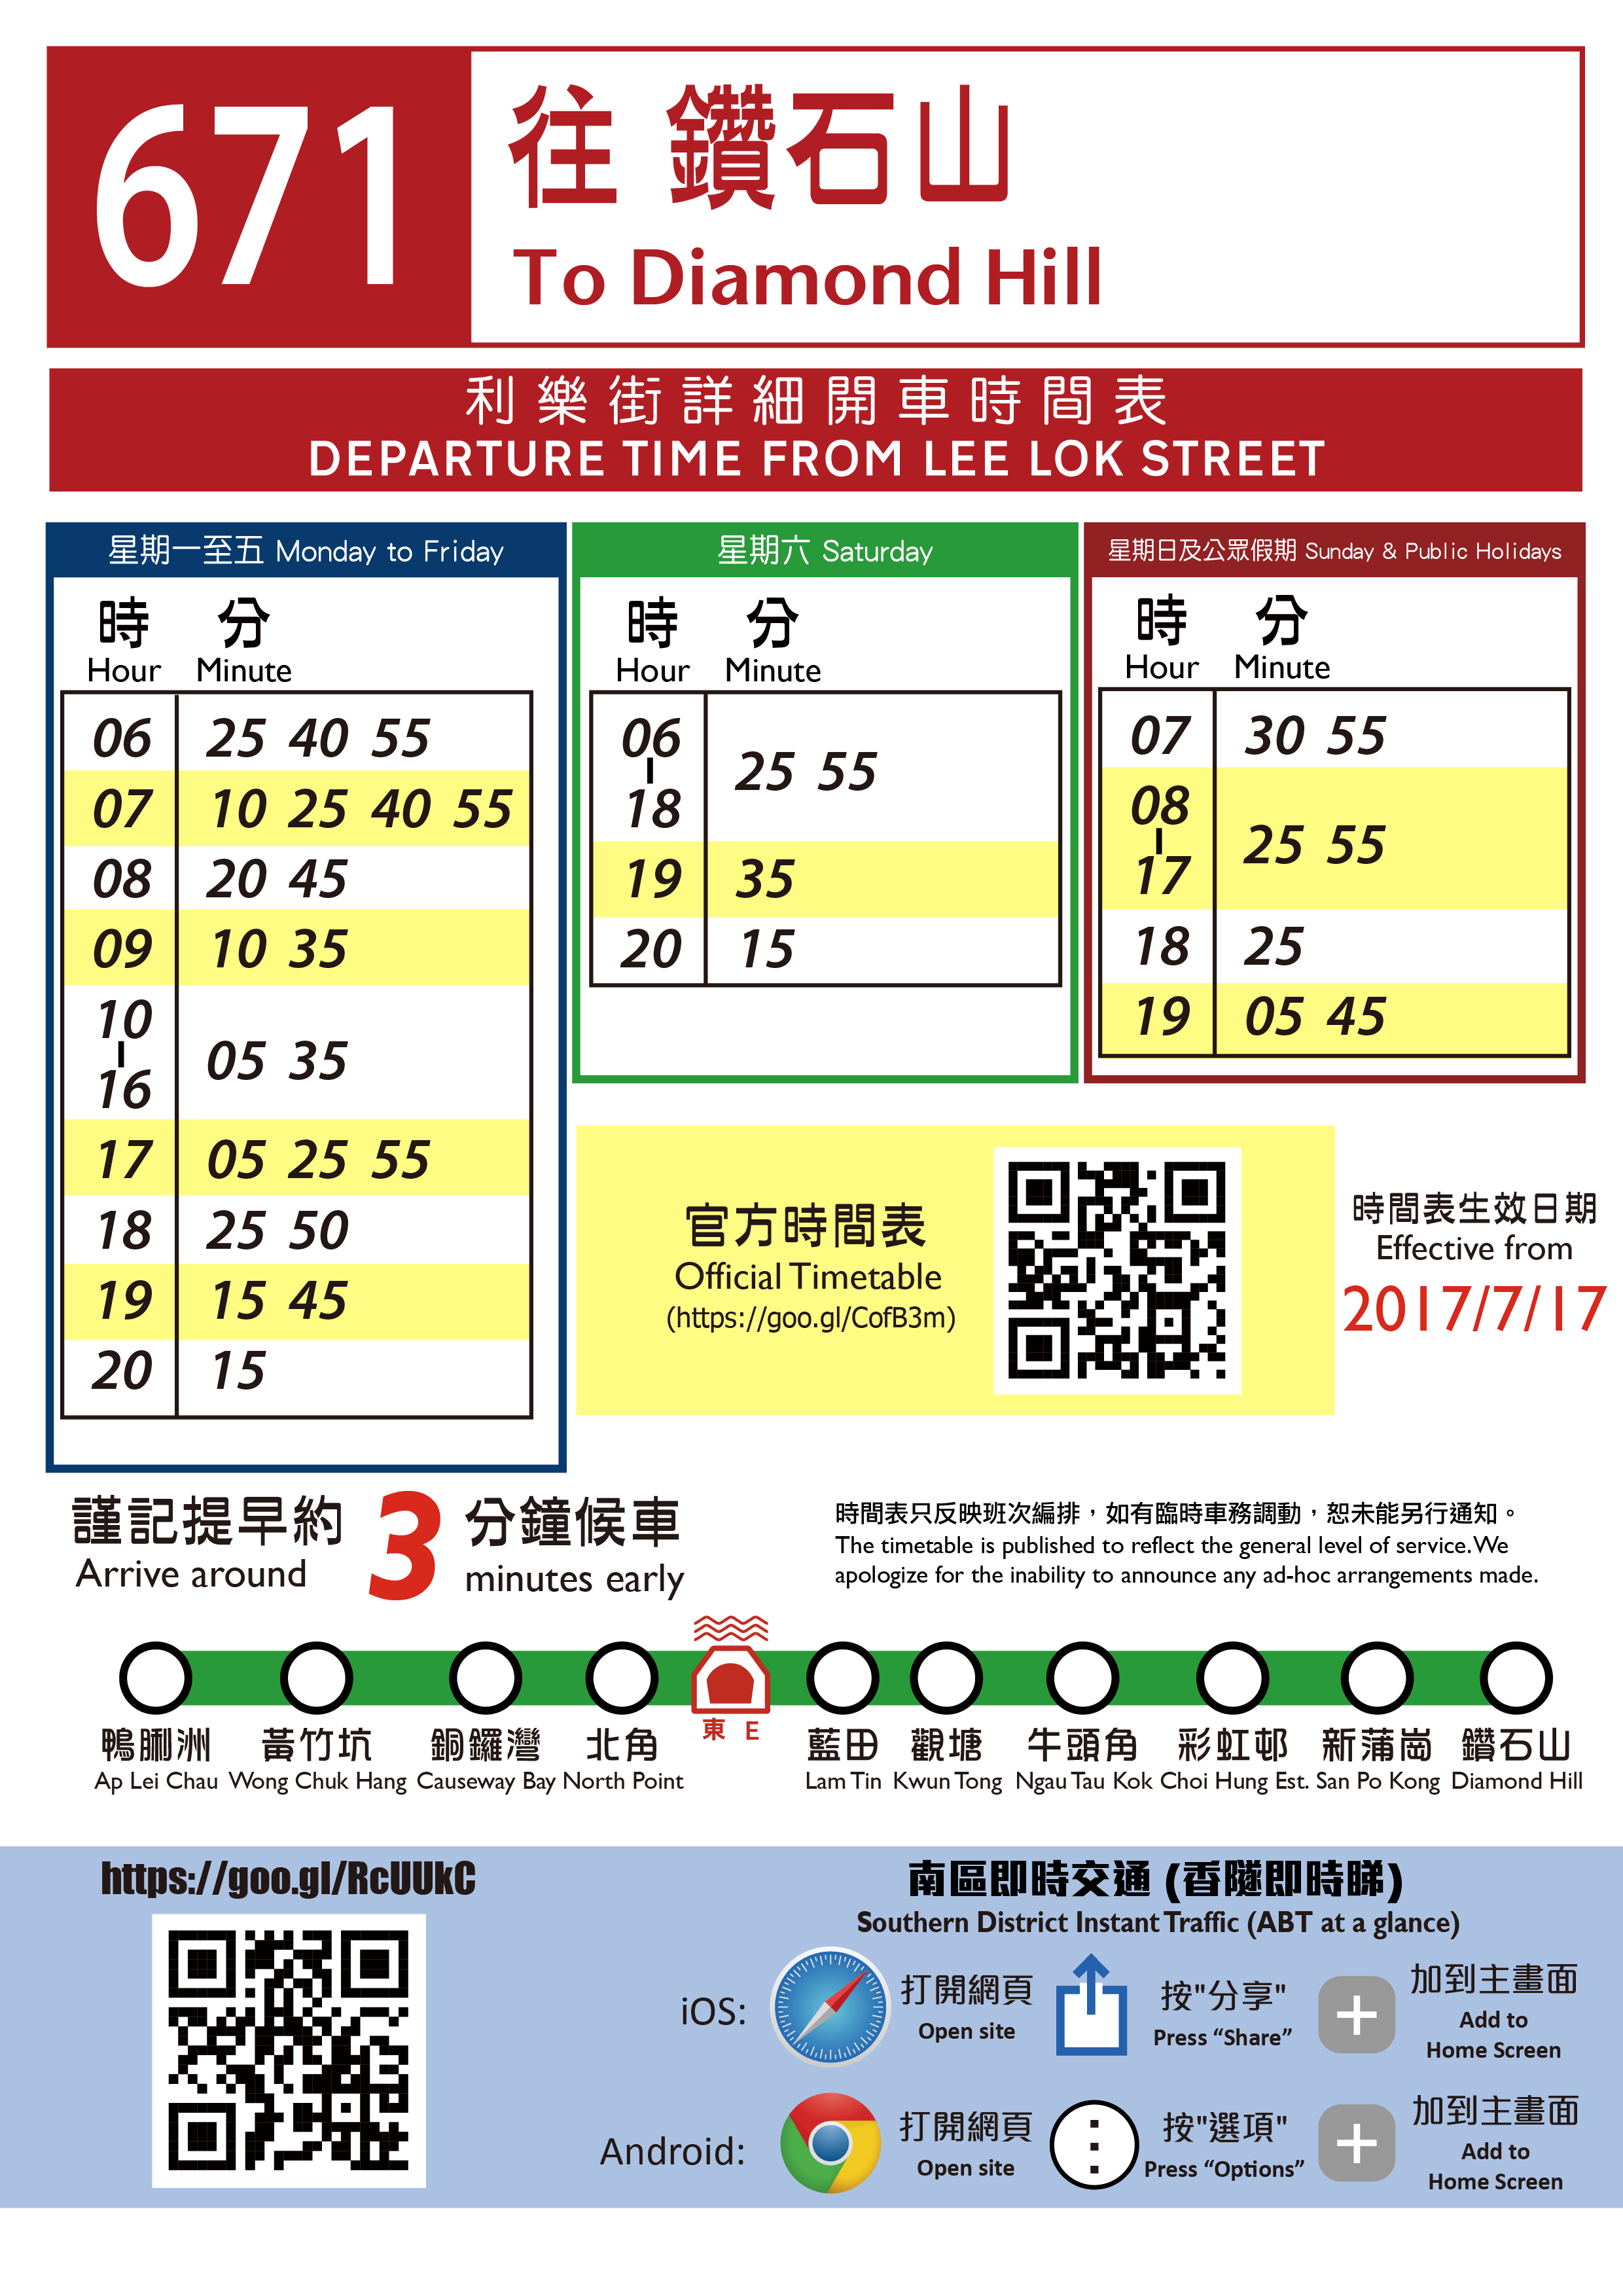 671
往 鑽石山
To Diamond Hill
利樂街詳細開車時間表
DEPARTURE TIME FROM LEE LOK STREET
星期一至五 Monday to Friday
時 分
Hour Minute
06 25 40 55
07 10 25 40 55
08 20 45
09 10 35
10
05 35
16
17 05 25 55
18 25 50
19 15 45
20 15
星期六 Saturday
時 分
Hour Minute
06
25 55
18
19 35
20 15
星期日及公眾假期 Sunday & Public Holidays
時 分
Hour Minute
07 30 55
08
25 55
17
18 25
19 05 45
官方時間表
Official Timetable
(https://goo.gl/CofB3m)
時間表生效日期
Effective from
2017/7/17
謹記提早約 3 分鐘候車
Arrive around minutes early
時間表只反映班次編排，如有臨時車務調動，恕未能另行通知。
The timetable is published to reflect the general level of service. We
apologize for the inability to announce any ad-hoc arrangements made.
東 E
鴨脷洲 黃竹坑 銅鑼灣 北角 藍田 觀塘 牛頭角 彩虹邨 新蒲崗 鑽石山
Ap Lei Chau Wong Chuk Hang Causeway Bay North Point Lam Tin Kwun Tong Ngau Tau Kok Choi Hung Est. San Po Kong Diamond Hill
https://goo.gl/RcUUkC
南區即時交通 (香隧即時睇)
Southern District Instant Traffic (ABT at a glance)
iOS:
打開網頁
Open site
按"分享"
Press “Share”
加到主畫面
Add to
Home Screen
Android:
打開網頁
Open site
按"選項"
Press “Options”
加到主畫面
Add to
Home Screen